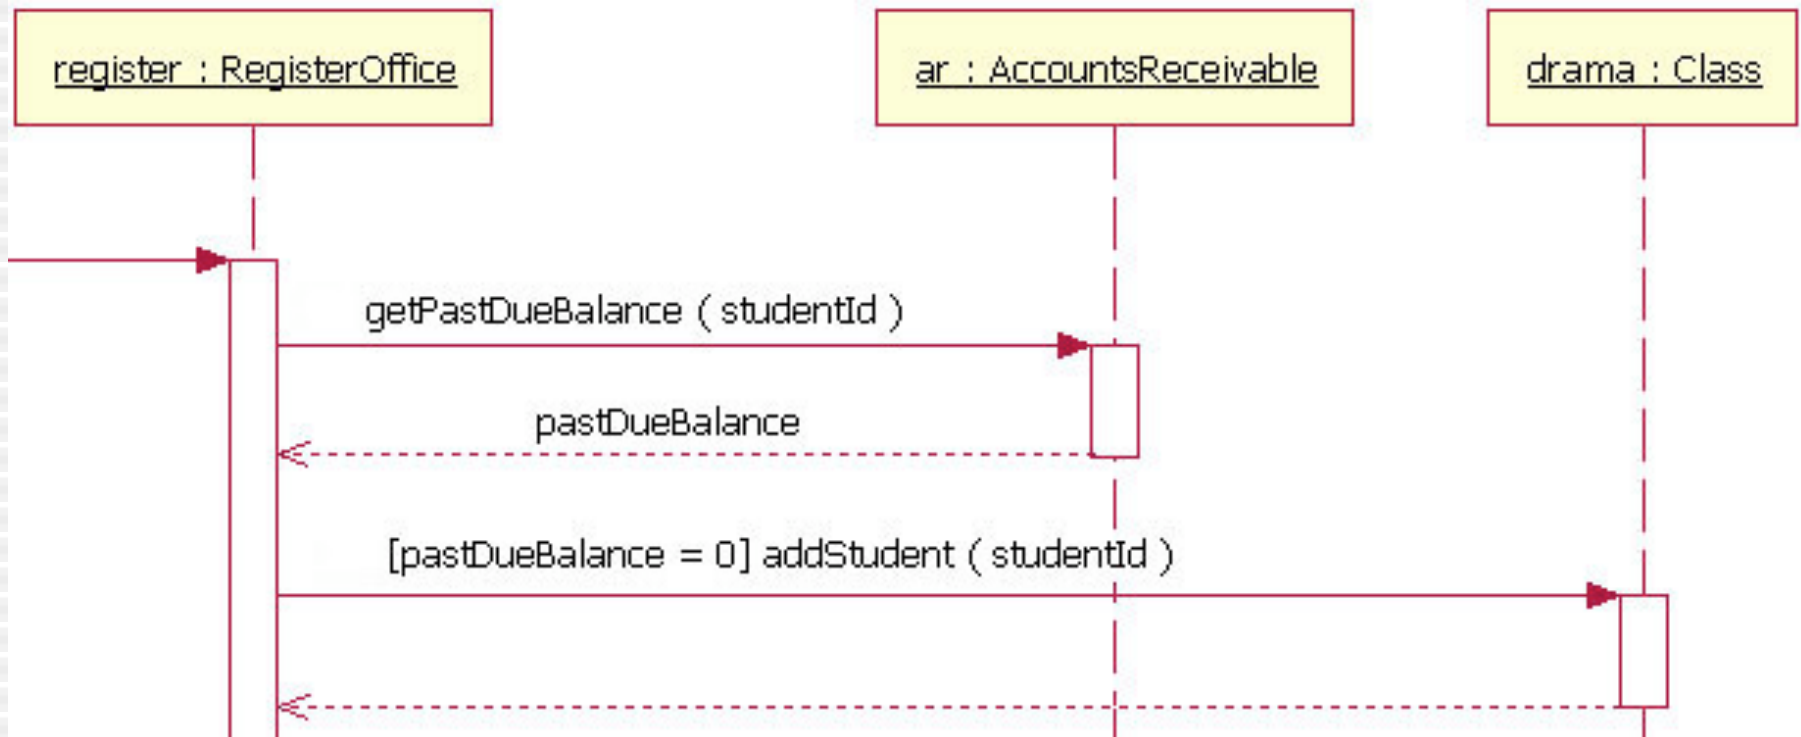 register : RegisterOffice
ar : AccountsReceivable
drama : Class
getPastDueBalance ( studentId )
pastDueBalance
[pastDueBalance = 0] addStudent ( studentId )